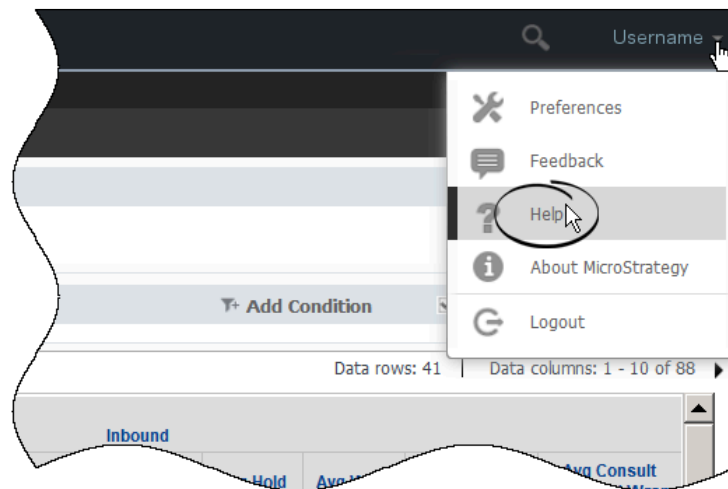 Username
Preferences
Feedback
Help
About MicroStrategy
Add Condition
Logout
Data rows: 41 | Data columns: 1 - 10 of 88
Inbound
Hold
Avg Consult